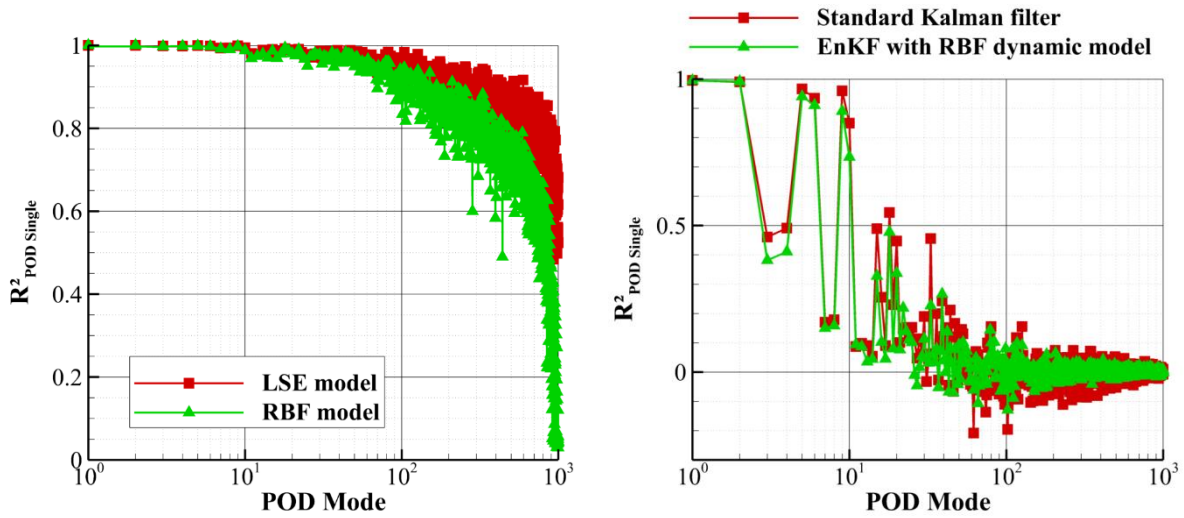 1
0.8
0.6
0.4
0.2
0
R²POD Single
LSE model
RBF model
10⁰ 10¹ 10² 10³
POD Mode
Standard Kalman filter
EnKF with RBF dynamic model
1
0.5
0
R²POD Single
10⁰ 10¹ 10² 10³
POD Mode